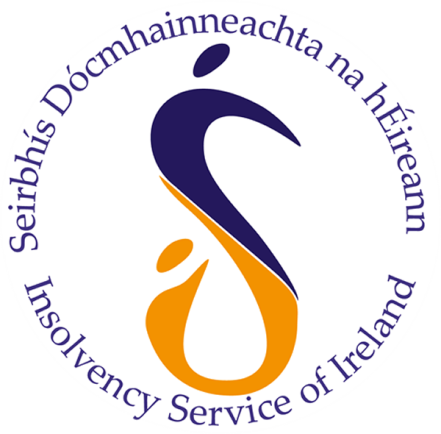 Seirbhís Dócmhainneachta na hÉireann
Insolvency Service of Ireland